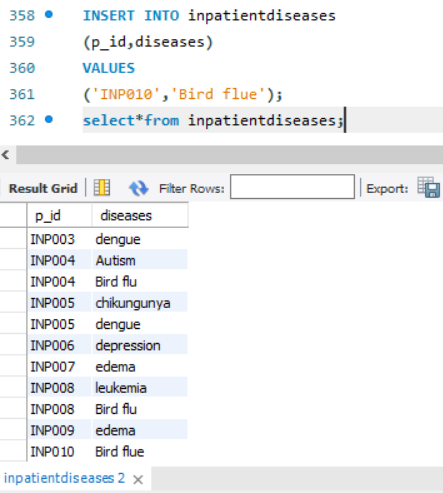 358 INSERT INTO inpatientdiseases
359 (p_id,diseases)
360 VALUES
361 ('INP010','Bird flue');
362 select*from inpatientdiseases;
Result Grid Filter Rows: Export:
p_id diseases
INP003 dengue
INP004 Autism
INP004 Bird flu
INP005 chikungunya
INP005 dengue
INP006 depression
INP007 edema
INP008 leukemia
INP008 Bird flu
INP009 edema
INP010 Bird flue
inpatientdiseases 2